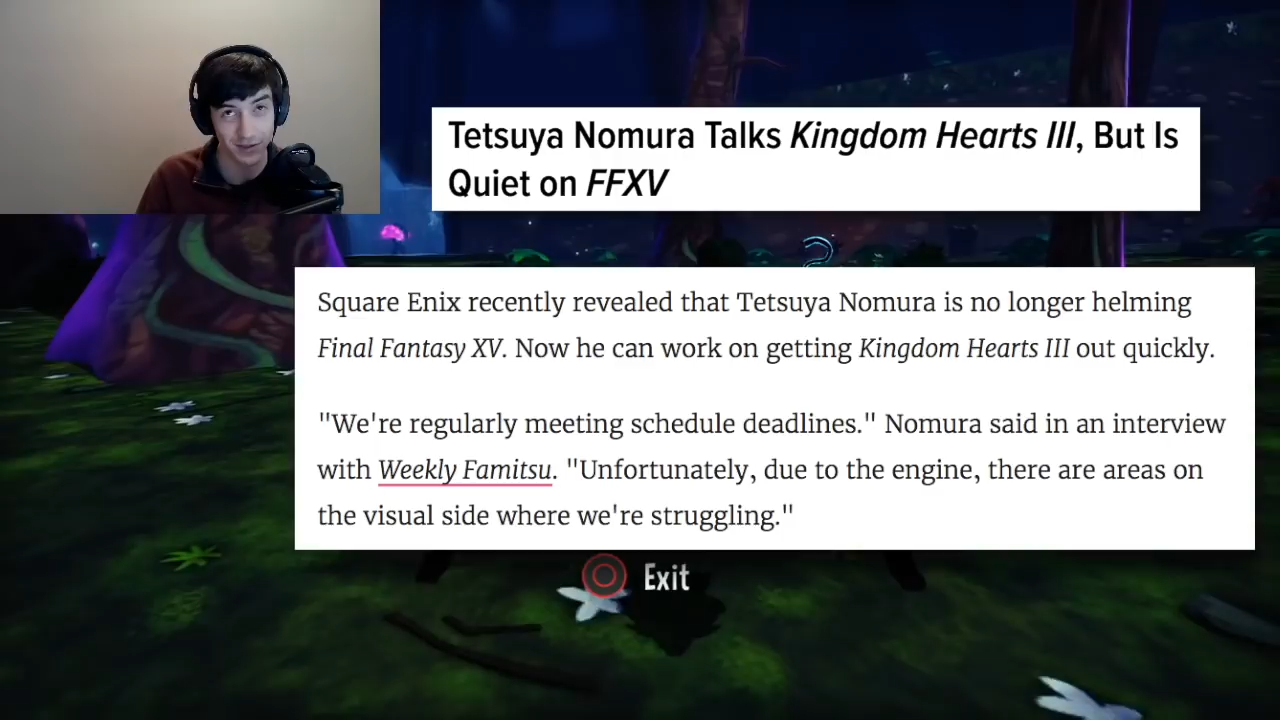 Tetsuya Nomura Talks Kingdom Hearts III, But Is
Quiet on FFXV
Square Enix recently revealed that Tetsuya Nomura is no longer helming
Final Fantasy XV. Now he can work on getting Kingdom Hearts III out quickly.
"We're regularly meeting schedule deadlines." Nomura said in an interview
with Weekly Famitsu. "Unfortunately, due to the engine, there are areas on
the visual side where we're struggling."
Exit